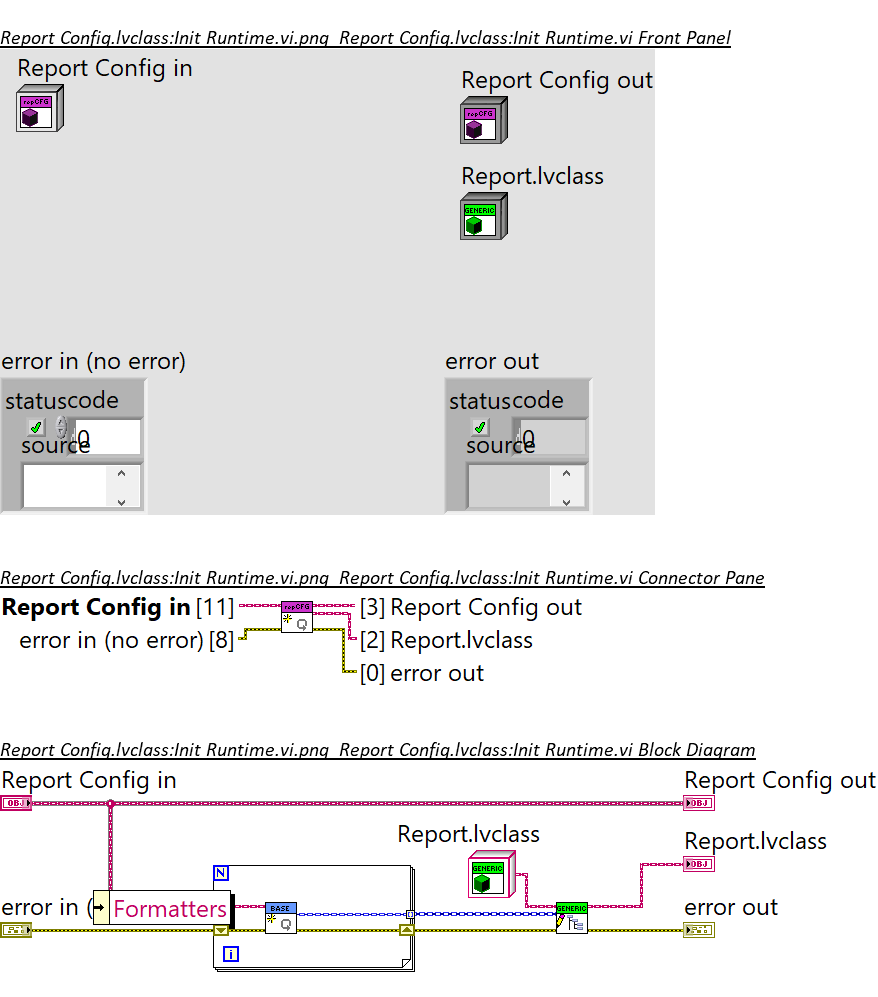 Report Config.lvclass:Init Runtime.vi.png  Report Config.lvclass:Init Runtime.vi Front Panel
Report Config in
Report Config out
repCFG
repCFG
Report.lvclass
GENERIC
error in (no error)
error out
status code
status code
0
0
source
source
Report Config.lvclass:Init Runtime.vi.png  Report Config.lvclass:Init Runtime.vi Connector Pane
Report Config in [11]
repCFG
[3] Report Config out
error in (no error) [8]
[2] Report.lvclass
[0] error out
Report Config.lvclass:Init Runtime.vi.png  Report Config.lvclass:Init Runtime.vi Block Diagram
Report Config in
Report Config out
OBJ
OBJ
Report.lvclass
Report.lvclass
GENERIC
OBJ
N
error in (
Formatters
BASE
GENERIC
error out
i